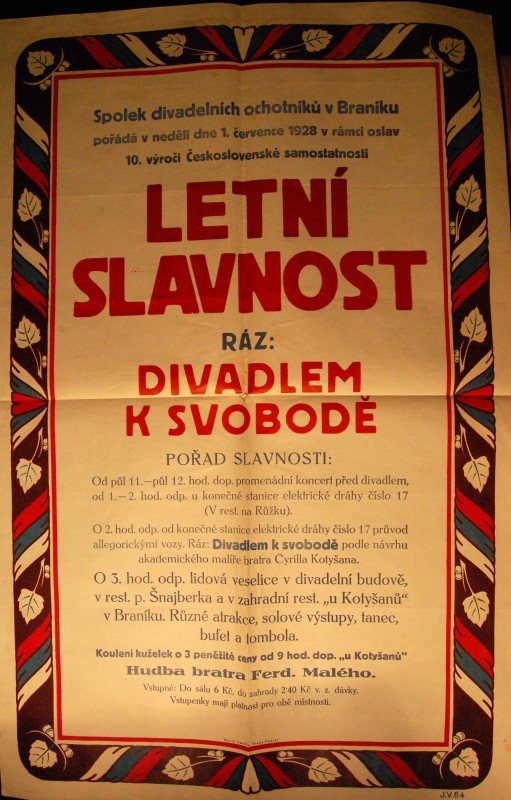 Spolek divadelních ochotníků v Braníku
pořádá v neděli dne 1. července 1928 v rámci oslav
10. výročí Československé samostatnosti
LETNÍ
SLAVNOST
RÁZ:
DIVADLEM
K SVOBODĚ
POŘAD SLAVNOSTI:
Od půl 11.—půl 12. hod. dop. promenádní koncert před divadlem,
od 1.—2. hod. odp. u konečné stanice elektrické dráhy číslo 17
(V rest. na Růžku).
O 2. hod. odp. od konečné stanice elektrické dráhy číslo 17 průvod
allegorickými vozy. Ráz: Divadlem k svobodě podle návrhu
akademického malíře bratra Cyrilla Kotyšana.
O 3. hod. odp. lidová veselice v divadelní budově,
v rest. p. Šnajberka a v zahradní rest. „u Kotyšanů"
v Braníku. Různé atrakce, solové výstupy, tanec,
bufet a tombola.
Koulení kuželek o 3 peněžité ceny od 9 hod. dop. „u Kotyšanů"
Hudba bratra Ferd. Malého.
Vstupné: Do sálu 6 Kč, do zahrady 2·40 Kč v. z. dávky.
Vstupenky mají platnost pro obě místnosti.
J.V.64